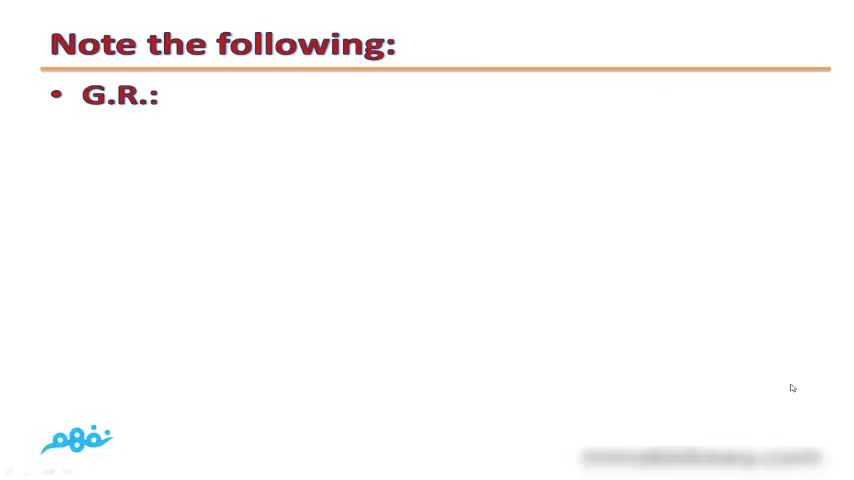 Note the following:
• G.R.:
نفهم